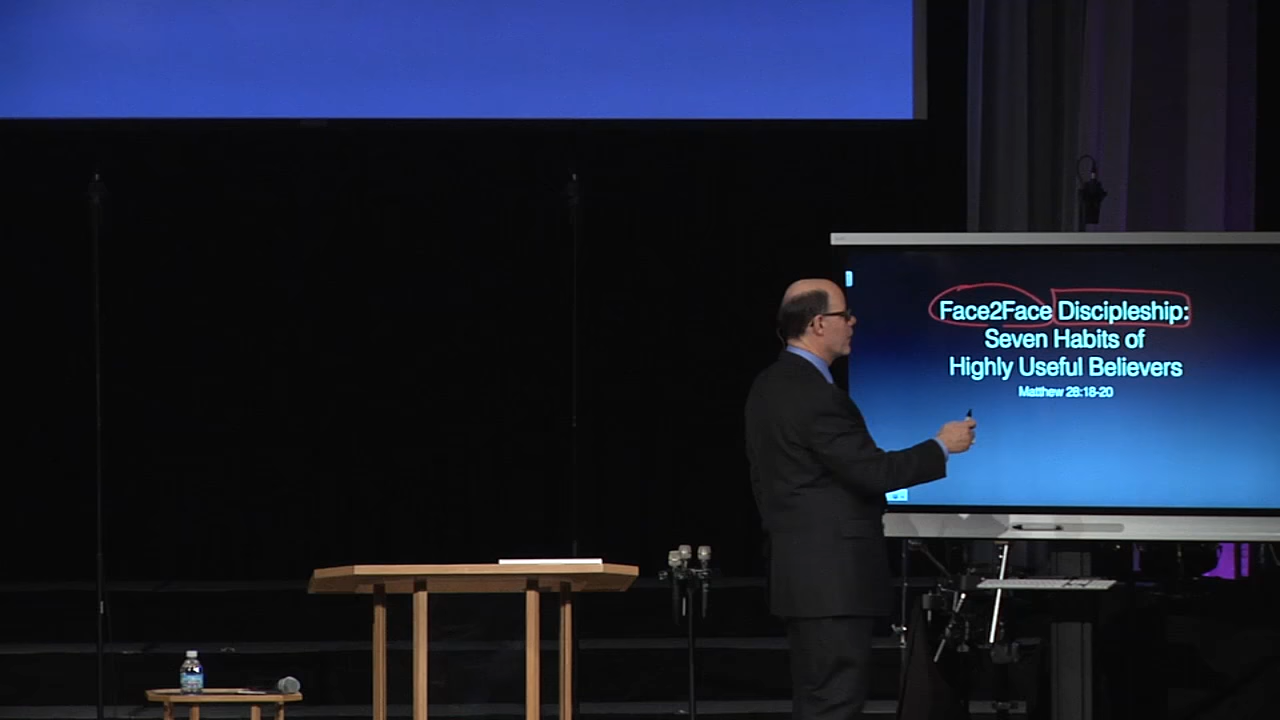 Face2Face Discipleship:
Seven Habits of
Highly Useful Believers
Matthew 28:18-20